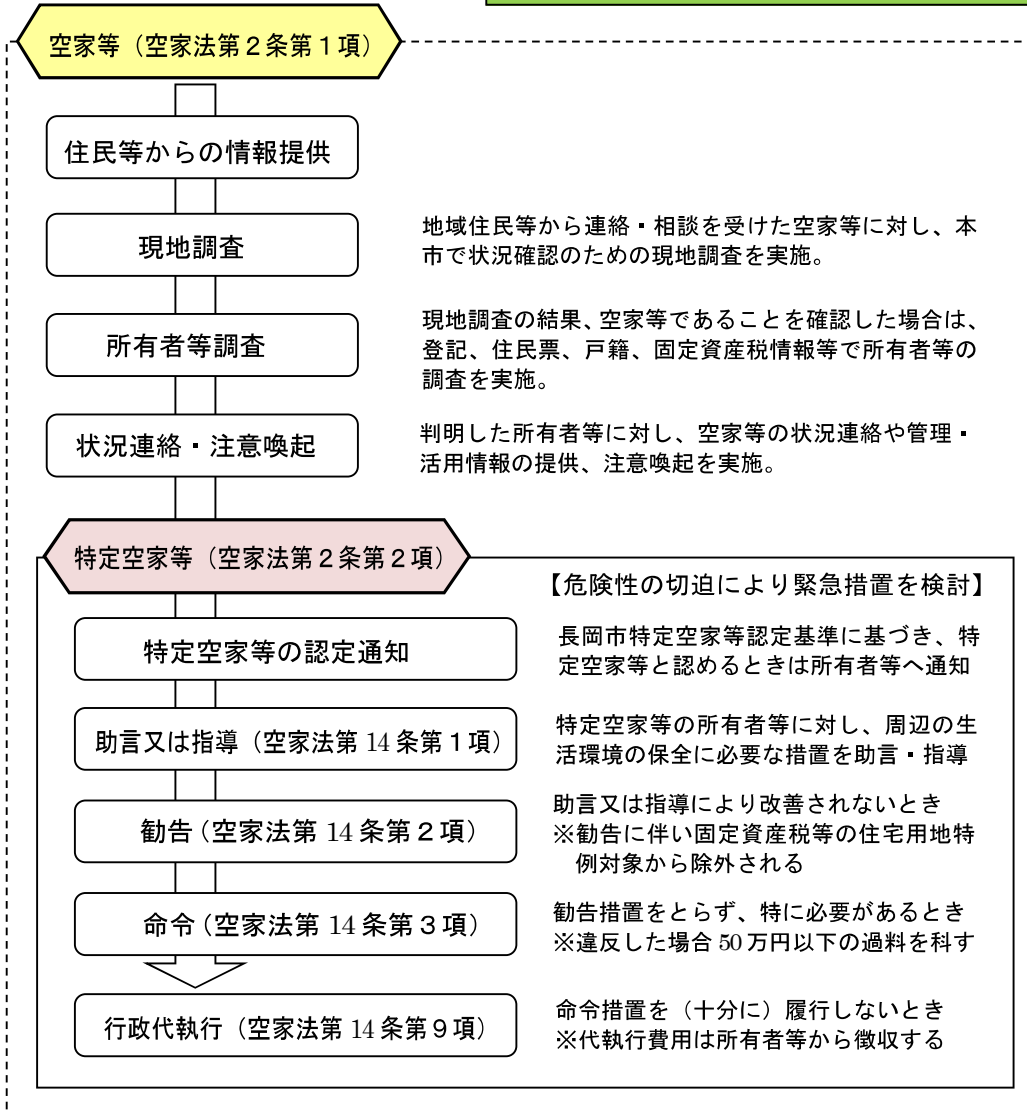 空家等（空家法第２条第１項）
住民等からの情報提供
現地調査
地域住民等から連絡・相談を受けた空家等に対し、本
市で状況確認のための現地調査を実施。
所有者等調査
現地調査の結果、空家等であることを確認した場合は、
登記、住民票、戸籍、固定資産税情報等で所有者等の
調査を実施。
状況連絡・注意喚起
判明した所有者等に対し、空家等の状況連絡や管理・
活用情報の提供、注意喚起を実施。
特定空家等（空家法第２条第２項）
【危険性の切迫により緊急措置を検討】
特定空家等の認定通知
長岡市特定空家等認定基準に基づき、特
定空家等と認めるときは所有者等へ通知
助言又は指導（空家法第 14 条第１項）
特定空家等の所有者等に対し、周辺の生
活環境の保全に必要な措置を助言・指導
勧告（空家法第 14 条第２項）
助言又は指導により改善されないとき
※勧告に伴い固定資産税等の住宅用地特
例対象から除外される
命令（空家法第 14 条第３項）
勧告措置をとらず、特に必要があるとき
※違反した場合 50 万円以下の過料を科す
行政代執行（空家法第 14 条第９項）
命令措置を（十分に）履行しないとき
※代執行費用は所有者等から徴収する